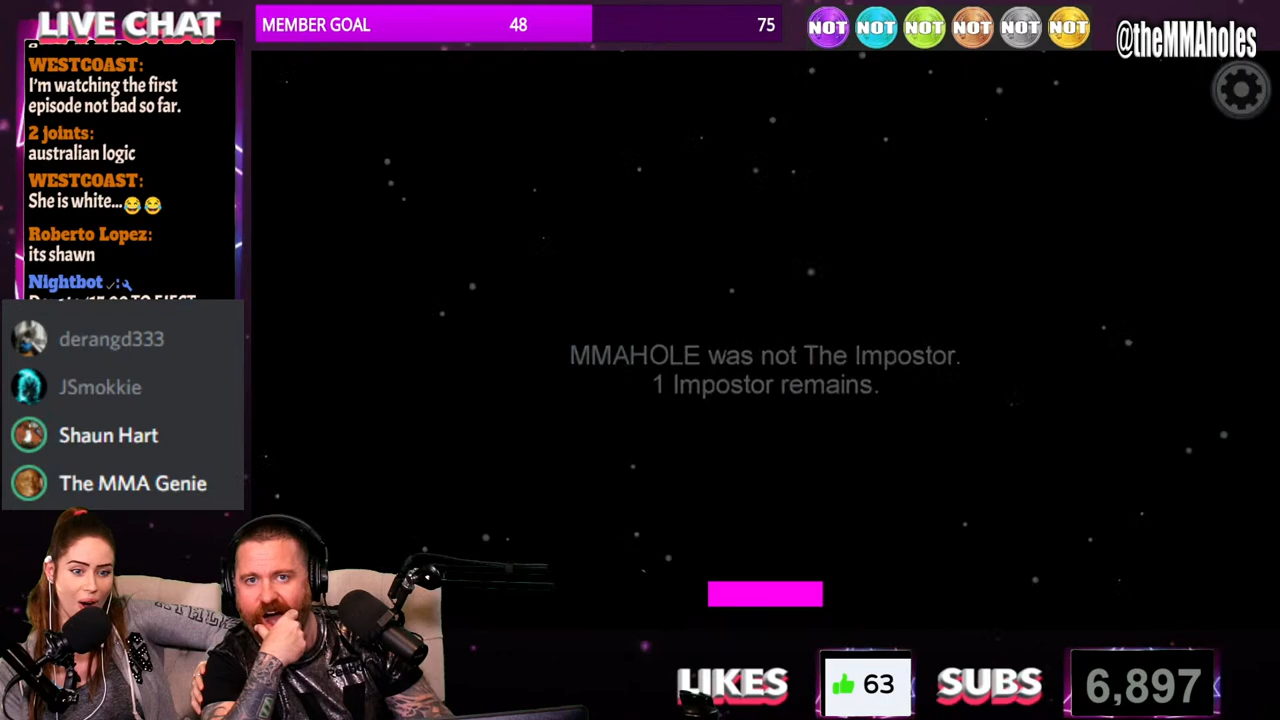 LIVE CHAT
MEMBER GOAL 48 75
NOT NOT NOT NOT NOT NOT
@theMMAholes
WESTCOAST:
I'm watching the first
episode not bad so far.
2 joints:
australian logic
WESTCOAST:
She is white...😂😂
Roberto Lopez:
its shawn
Nightbot :
derangd333
JSmokkie
Shaun Hart
The MMA Genie
MMAHOLE was not The Impostor.
1 Impostor remains.
LIKES 63 SUBS 6,897